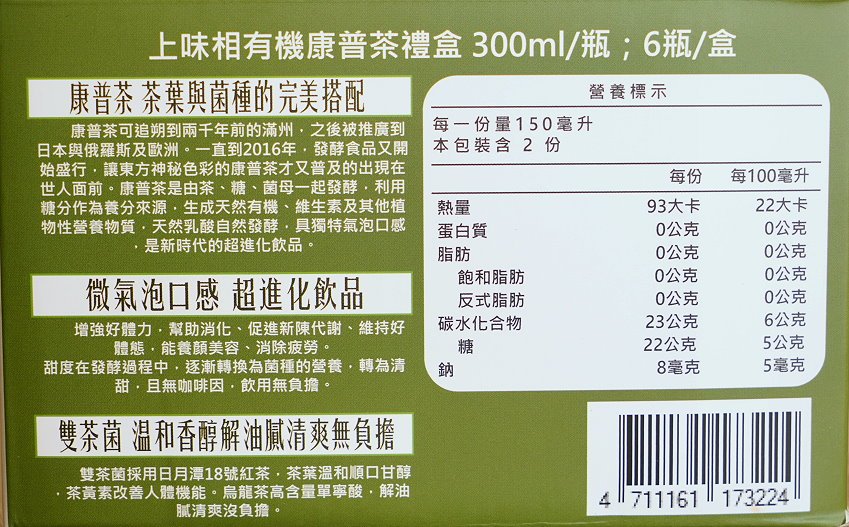 上味相有機康普茶禮盒 300ml/瓶；6瓶/盒
康普茶 茶葉與菌種的完美搭配
康普茶可追朔到兩千年前的滿州，之後被推廣到
日本與俄羅斯及歐洲。一直到2016年，發酵食品又開
始盛行，讓東方神秘色彩的康普茶才又普及的出現在
世人面前。康普茶是由茶、糖、菌母一起發酵，利用
糖分作為養分來源，生成天然有機、維生素及其他植
物性營養物質，天然乳酸自然發酵，具獨特氣泡口感
，是新時代的超進化飲品。
微氣泡口感 超進化飲品
增強好體力，幫助消化、促進新陳代謝、維持好
體態，能養顏美容、消除疲勞。
甜度在發酵過程中，逐漸轉換為菌種的營養，轉為清
甜，且無咖啡因，飲用無負擔。
雙茶菌 溫和香醇解油膩清爽無負擔
雙茶菌採用日月潭18號紅茶，茶葉溫和順口甘醇
，茶黃素改善人體機能。烏龍茶高含量單寧酸，解油
膩清爽沒負擔。
營養標示
每一份量150毫升
本包裝含 2 份
每份 每100毫升
熱量 93大卡 22大卡
蛋白質 0公克 0公克
脂肪 0公克 0公克
飽和脂肪 0公克 0公克
反式脂肪 0公克 0公克
碳水化合物 23公克 6公克
糖 22公克 5公克
鈉 8毫克 5毫克
4 711161 173224